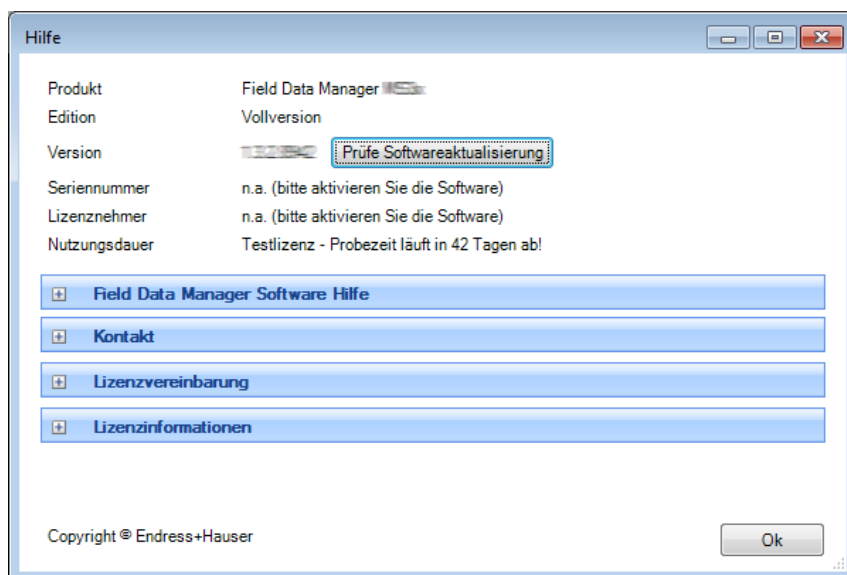 Hilfe
Produkt Field Data Manager
Edition Vollversion
Version Prüfe Softwareaktualisierung
Seriennummer n.a. (bitte aktivieren Sie die Software)
Lizenznehmer n.a. (bitte aktivieren Sie die Software)
Nutzungsdauer Testlizenz - Probezeit läuft in 42 Tagen ab!
Field Data Manager Software Hilfe
Kontakt
Lizenzvereinbarung
Lizenzinformationen
Copyright © Endress+Hauser
Ok